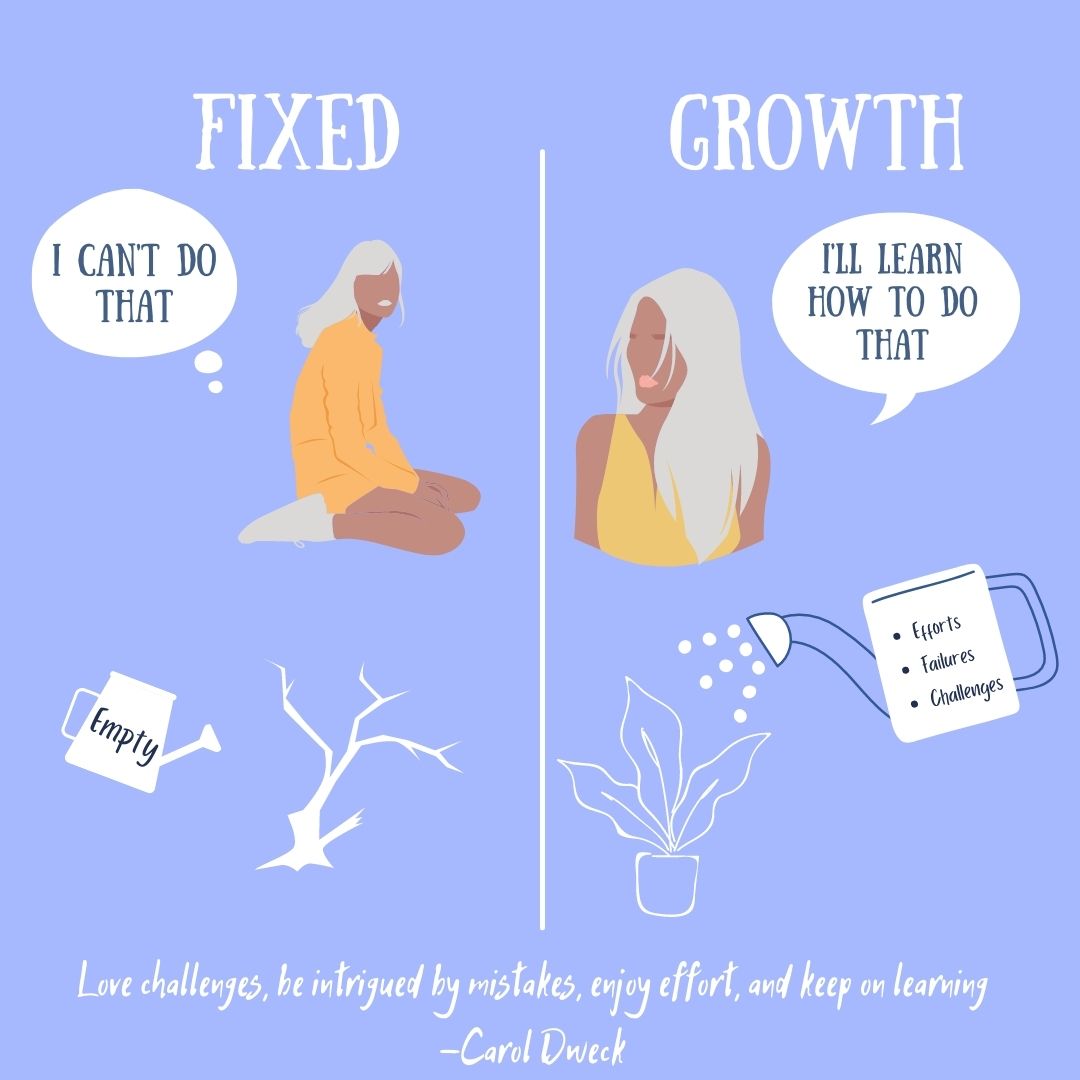 FIXED
GROWTH
I CAN'T DO
THAT
I'LL LEARN
HOW TO DO
THAT
Empty
• Efforts
• Failures
• Challenges
Love challenges, be intrigued by mistakes, enjoy effort, and keep on learning
-Carol Dweck